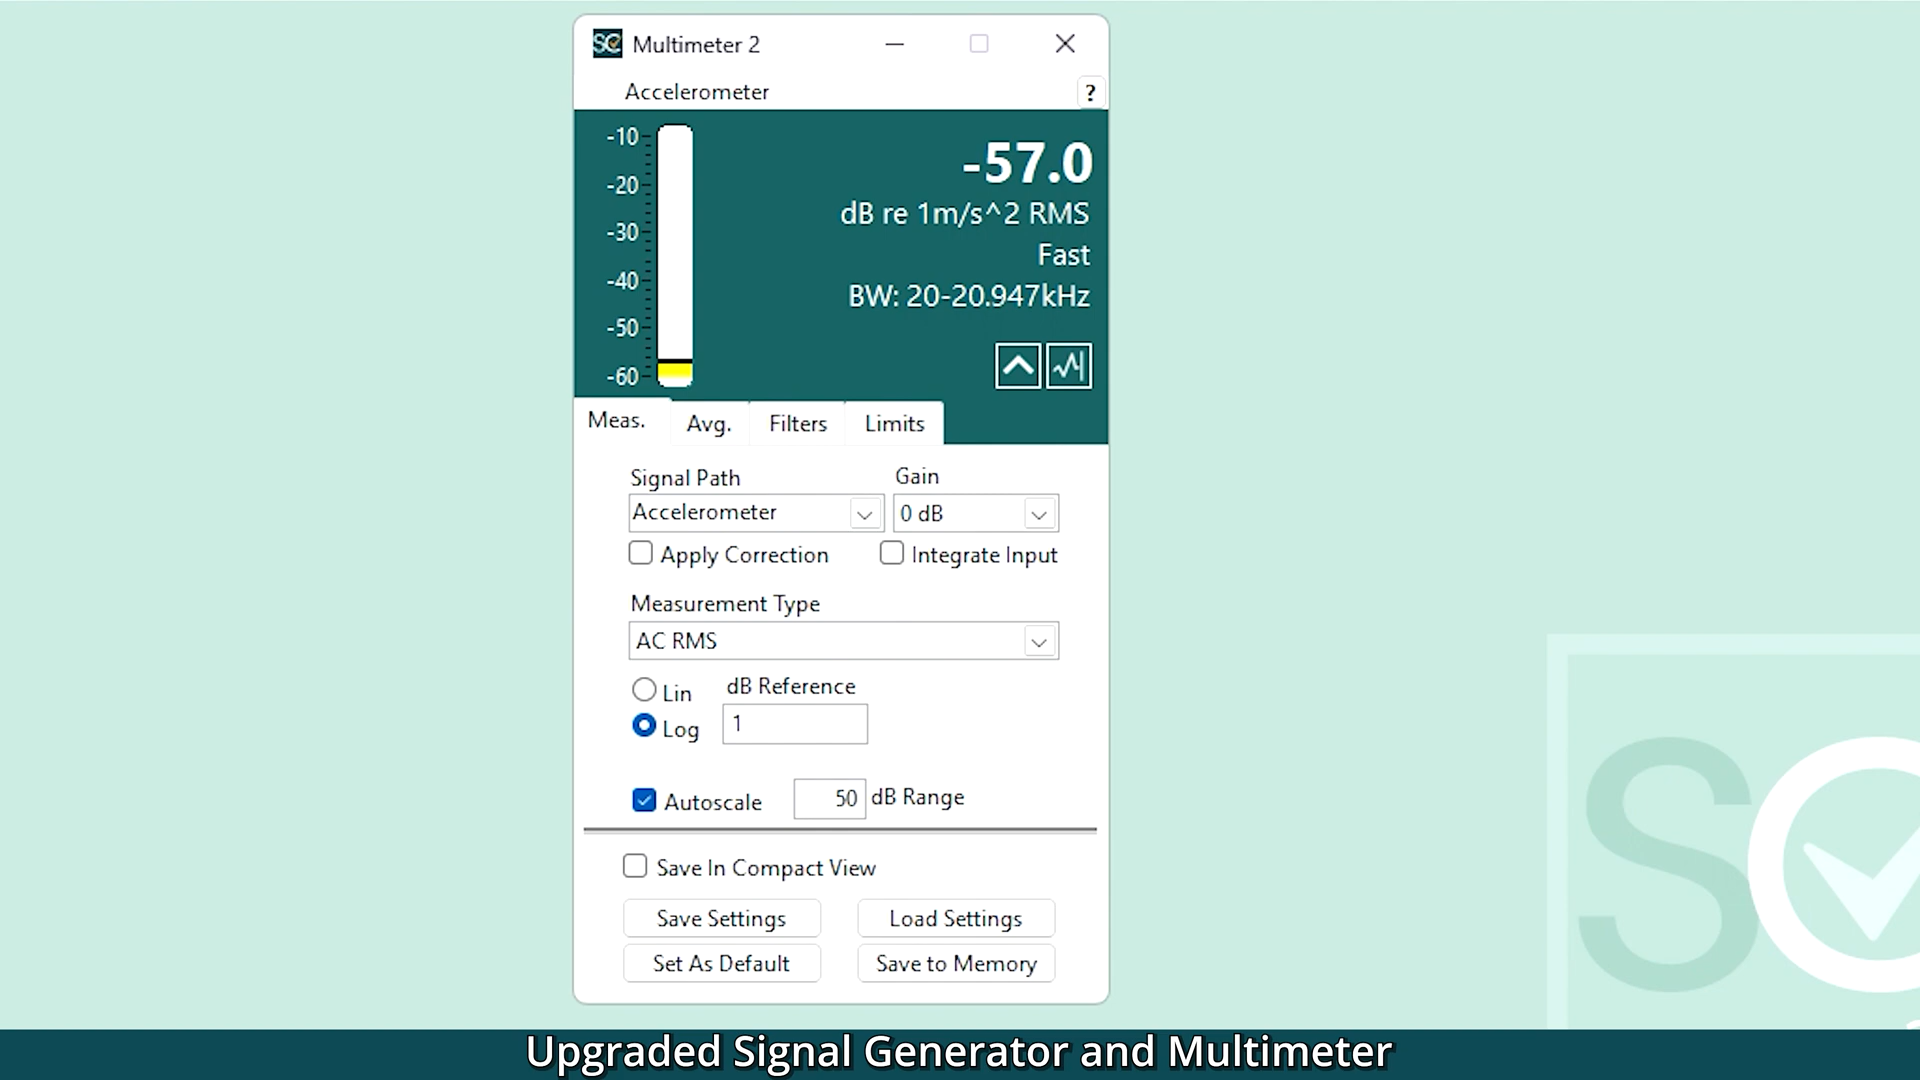 SC Multimeter 2
Accelerometer
?
-10
-20
-30
-40
-50
-60
-57.0
dB re 1m/s^2 RMS
Fast
BW: 20-20.947kHz
Meas. Avg. Filters Limits
Signal Path Gain
Accelerometer 0 dB
Apply Correction Integrate Input
Measurement Type
AC RMS
Lin dB Reference
Log 1
Autoscale 50 dB Range
Save In Compact View
Save Settings Load Settings
Set As Default Save to Memory
SC
Upgraded Signal Generator and Multimeter